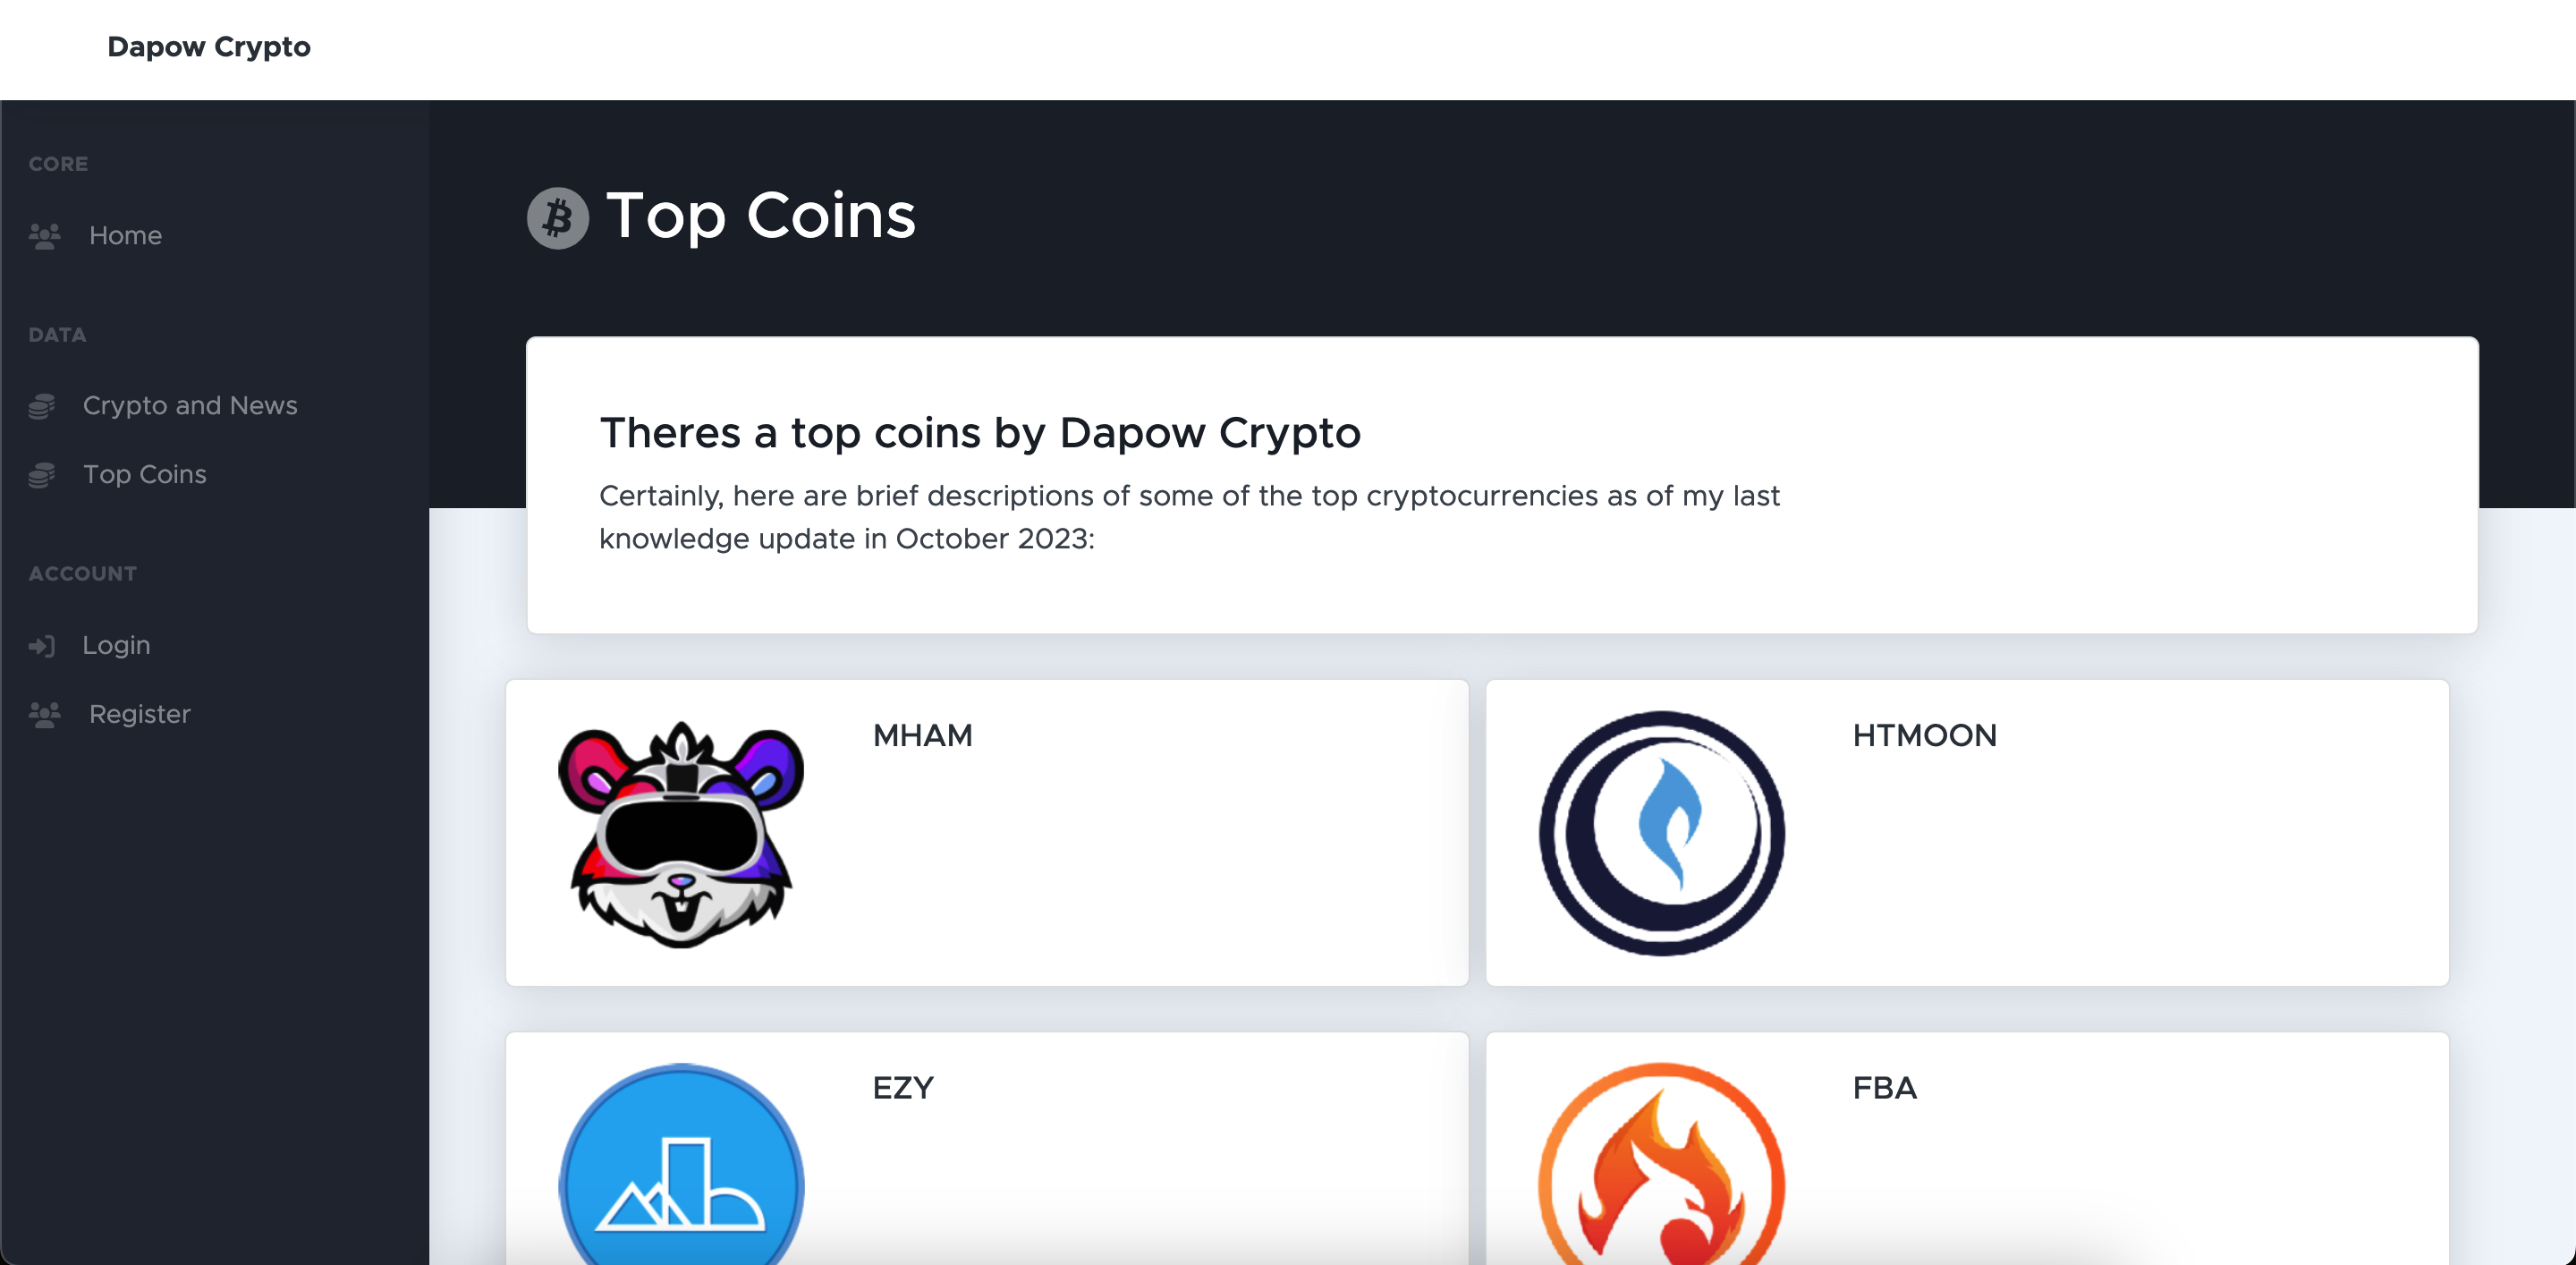 Dapow Crypto
CORE
Home
DATA
Crypto and News
Top Coins
ACCOUNT
Login
Register
Top Coins
Theres a top coins by Dapow Crypto
Certainly, here are brief descriptions of some of the top cryptocurrencies as of my last
knowledge update in October 2023:
MHAM
HTMOON
EZY
FBA